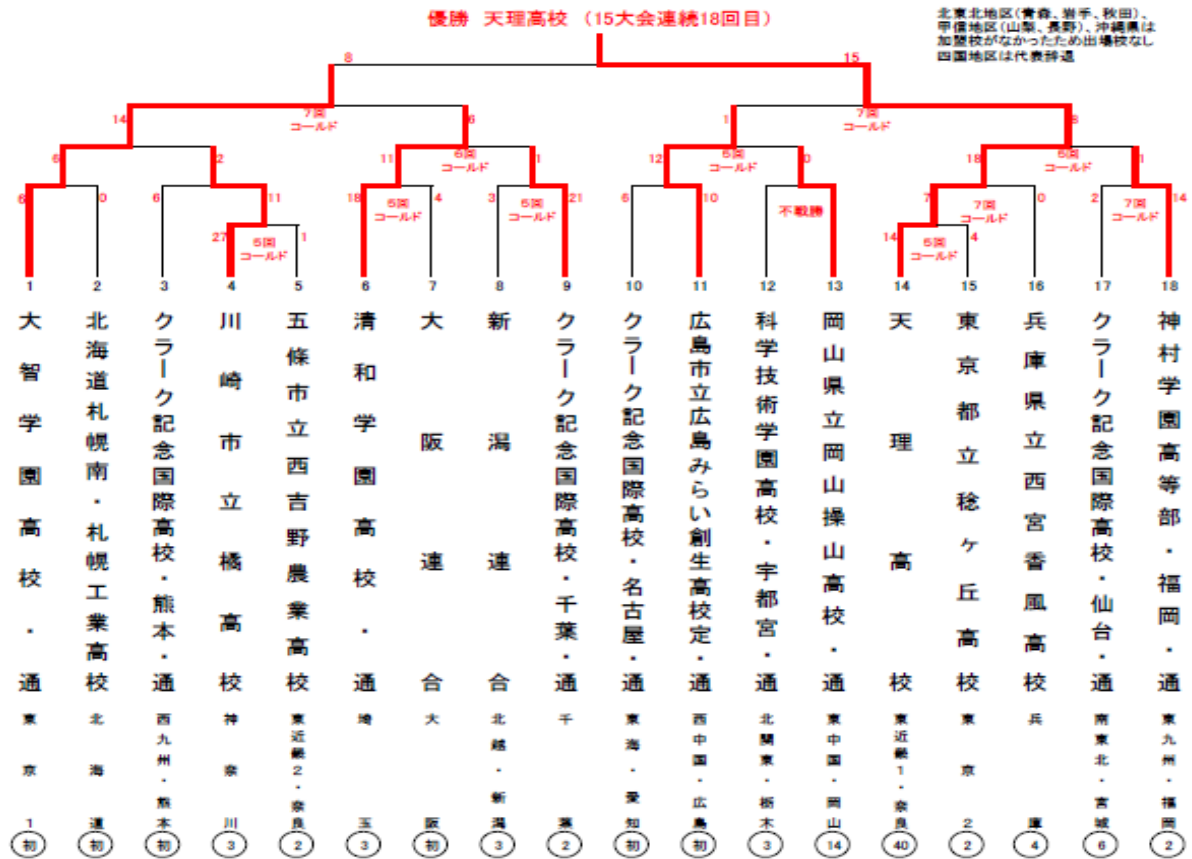 優勝 天理高校 （15大会連続18回目）
北東北地区（青森、岩手、秋田）、
甲信地区（山梨、長野）、沖縄県は
加盟校がなかったため出場校なし
四国地区は代表辞退
8 15
14 7回コールド 6 1 7回コールド 8
6 2 11 6回コールド 1 12 5回コールド 0 18 6回コールド 1
6 0 6 11 18 5回コールド 4 3 5回コールド 21 6 10 不戦勝 7 7回コールド 0 2 7回コールド 14
27 5回コールド 1 14 5回コールド 4
1 2 3 4 5 6 7 8 9 10 11 12 13 14 15 16 17 18
大智学園高校・通
北海道札幌南・札幌工業高校
クラーク記念国際高校・熊本・通
川崎市立橘高校
五條市立西吉野農業高校
清和学園高校・通
大阪連合
新潟連合
クラーク記念国際高校・千葉・通
クラーク記念国際高校・名古屋・通
広島市立広島みらい創生高校定・通
科学技術学園高校・宇都宮・通
岡山県立岡山操山高校・通
天理高校
東京都立稔ヶ丘高校
兵庫県立西宮香風高校
クラーク記念国際高校・仙台・通
神村学園高等部・福岡・通
東京1
北海道
西九州・熊本
神奈川
東近畿2・奈良
埼玉
大阪
北越・新潟
千葉
東海・愛知
西中国・広島
北関東・栃木
東中国・岡山
東近畿1・奈良
東京2
兵庫
南東北・宮城
東九州・福岡
初 初 初 3 2 3 初 3 2 初 初 3 14 40 2 4 6 2